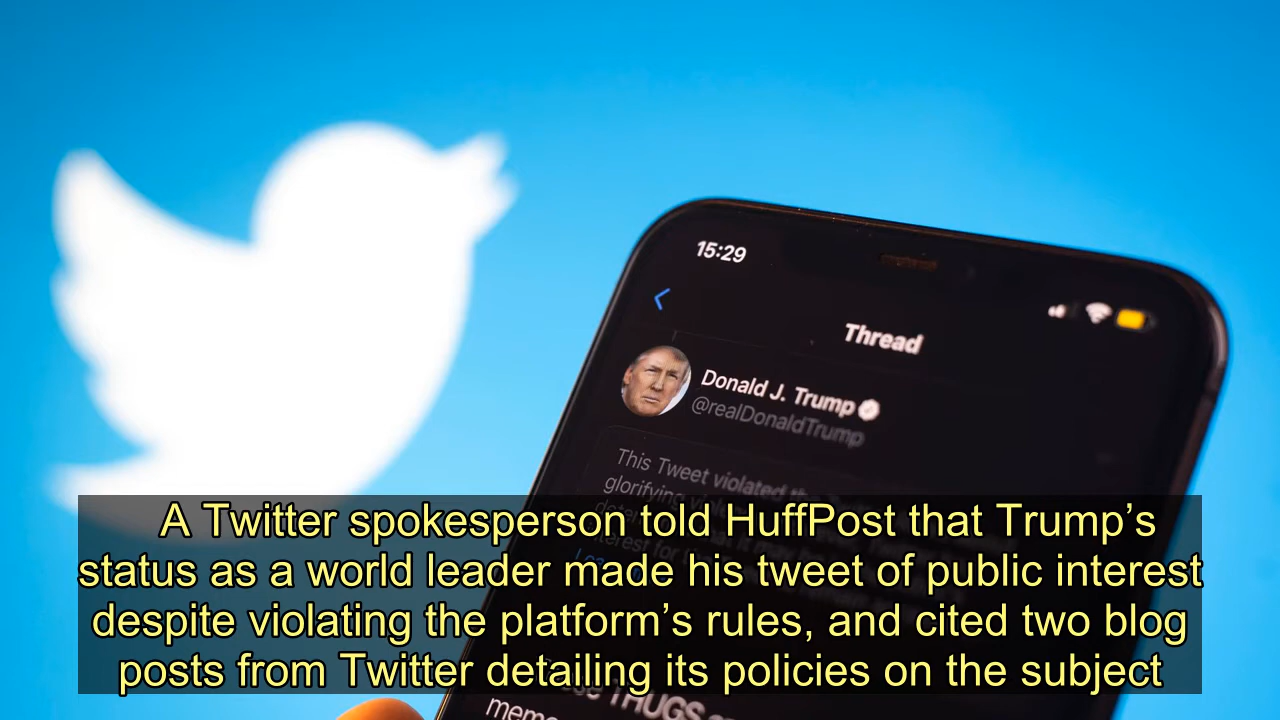 15:29
Thread
Donald J. Trump
@realDonaldTrump
This Tweet violated the
glorifying
A Twitter spokesperson told HuffPost that Trump’s
status as a world leader made his tweet of public interest
despite violating the platform’s rules, and cited two blog
posts from Twitter detailing its policies on the subject
THUGS